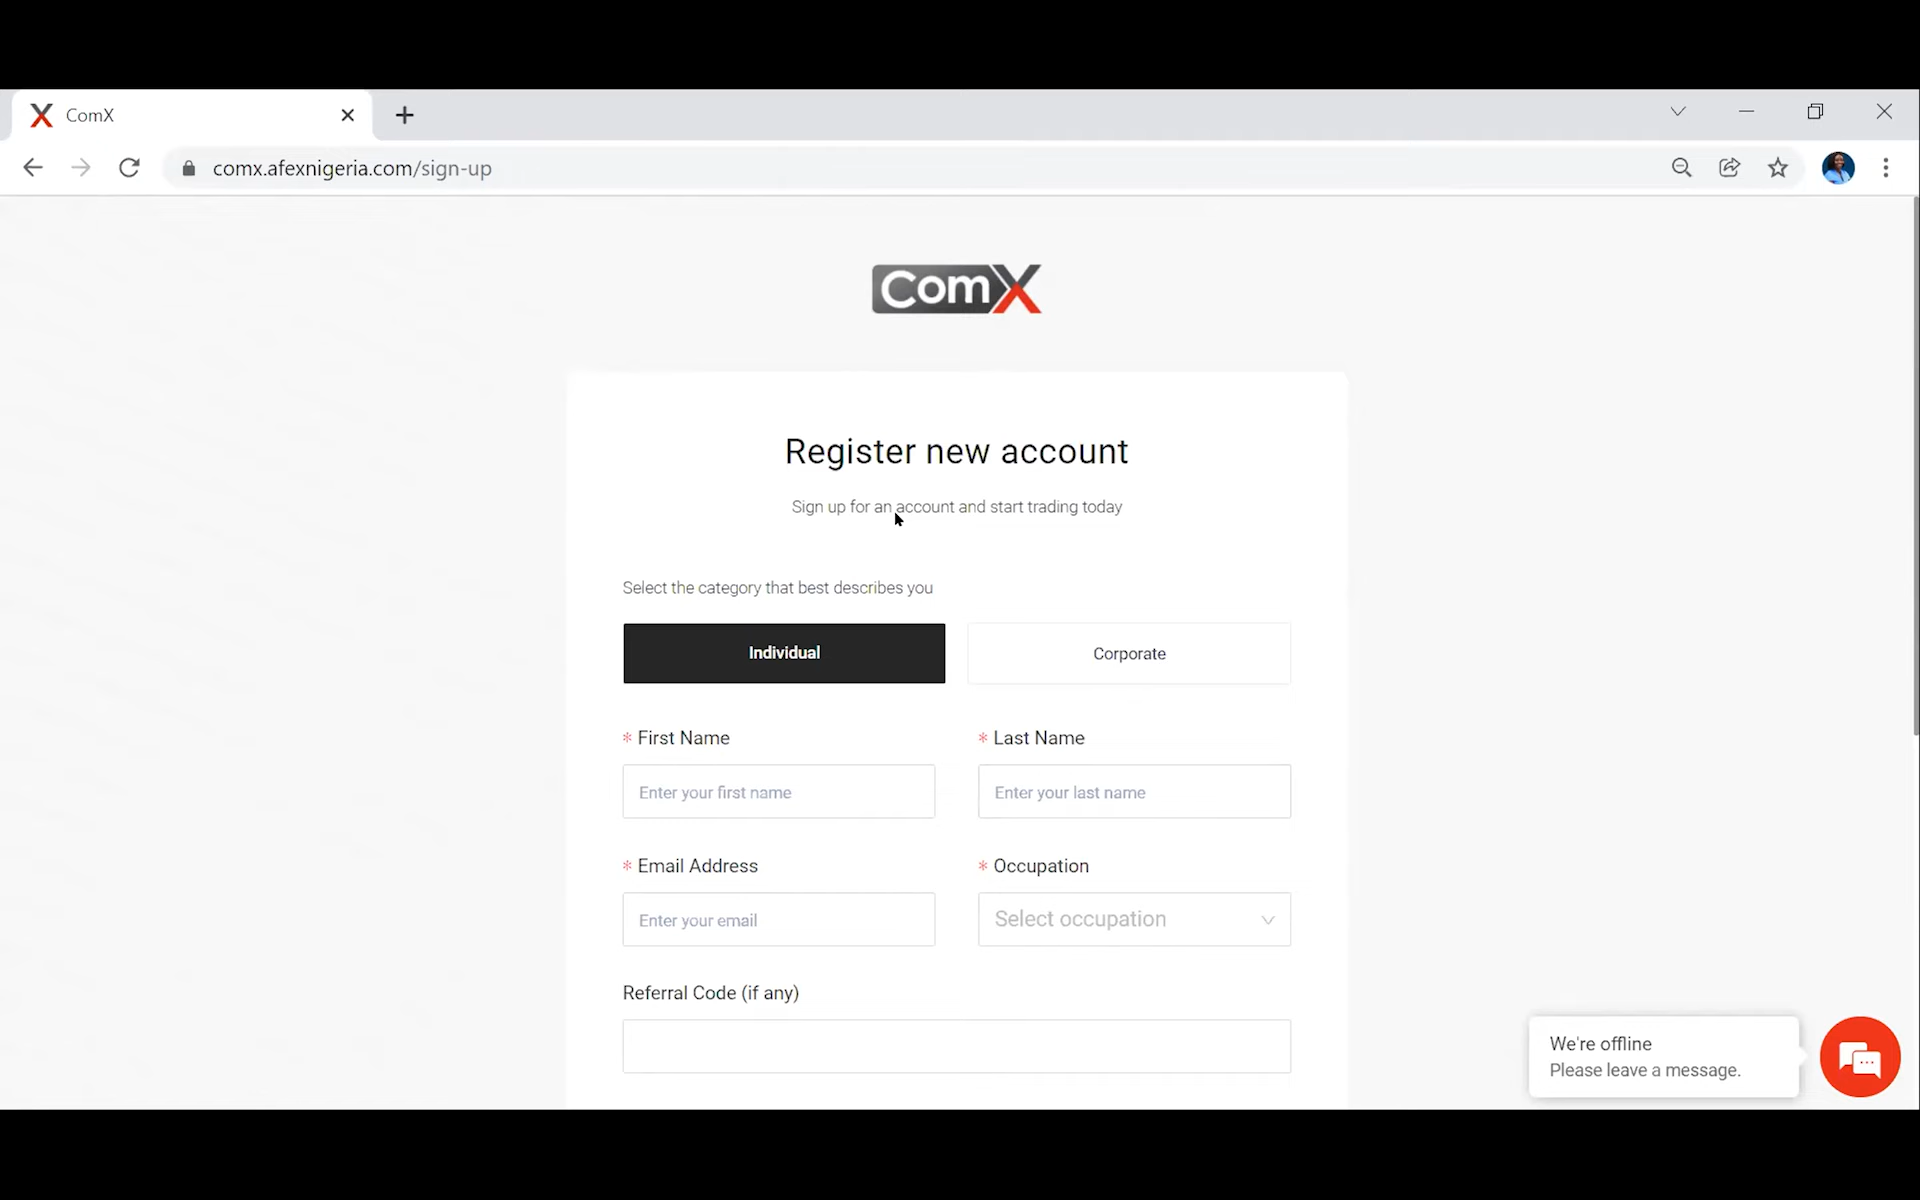 ComX
comx.afexnigeria.com/sign-up
ComX
Register new account
Sign up for an account and start trading today
Select the category that best describes you
Individual
Corporate
* First Name
* Last Name
Enter your first name
Enter your last name
* Email Address
* Occupation
Enter your email
Select occupation
Referral Code (if any)
We're offline
Please leave a message.